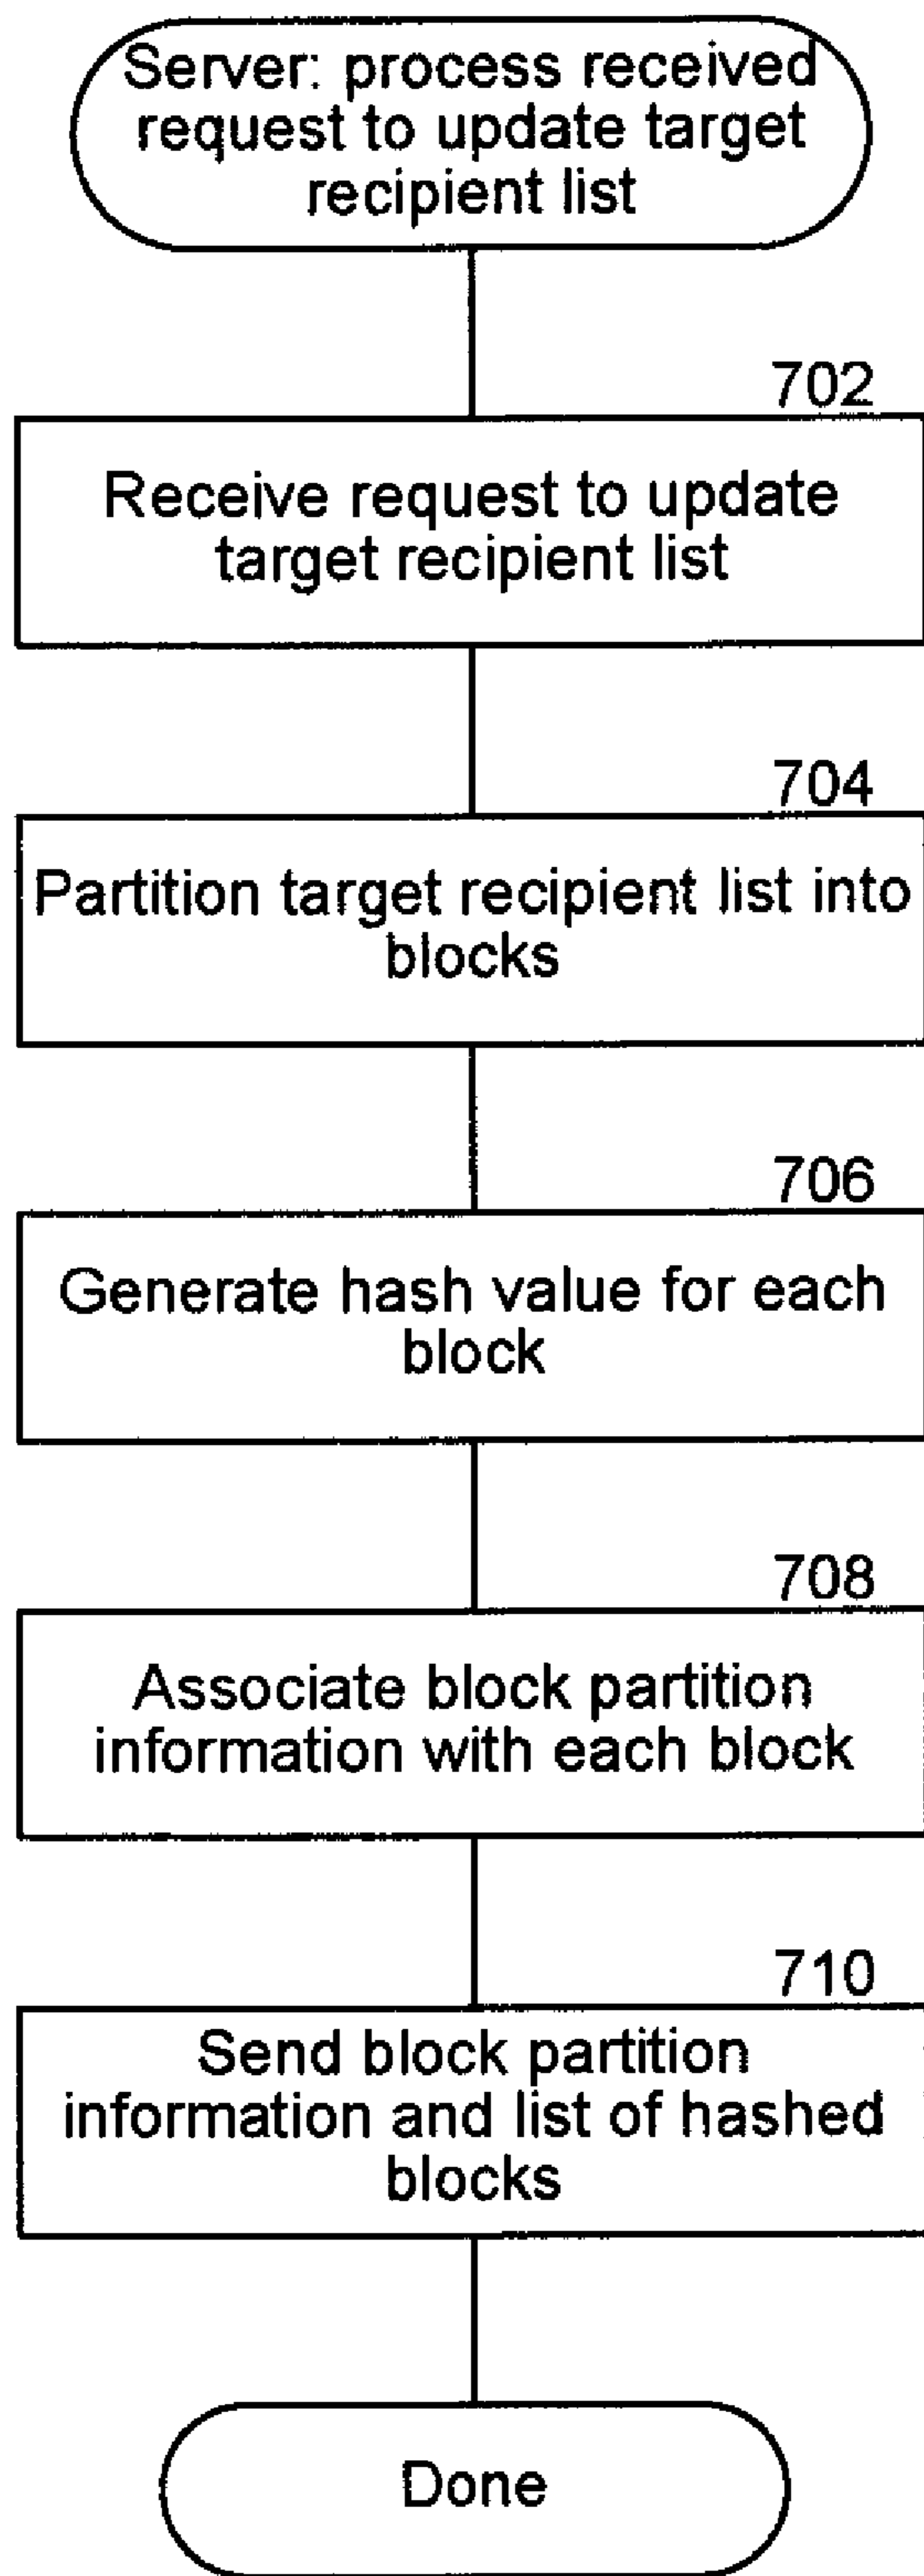 Server: process received
request to update target
recipient list
702
Receive request to update
target recipient list
704
Partition target recipient list into
blocks
706
Generate hash value for each
block
708
Associate block partition
information with each block
710
Send block partition
information and list of hashed
blocks
Done